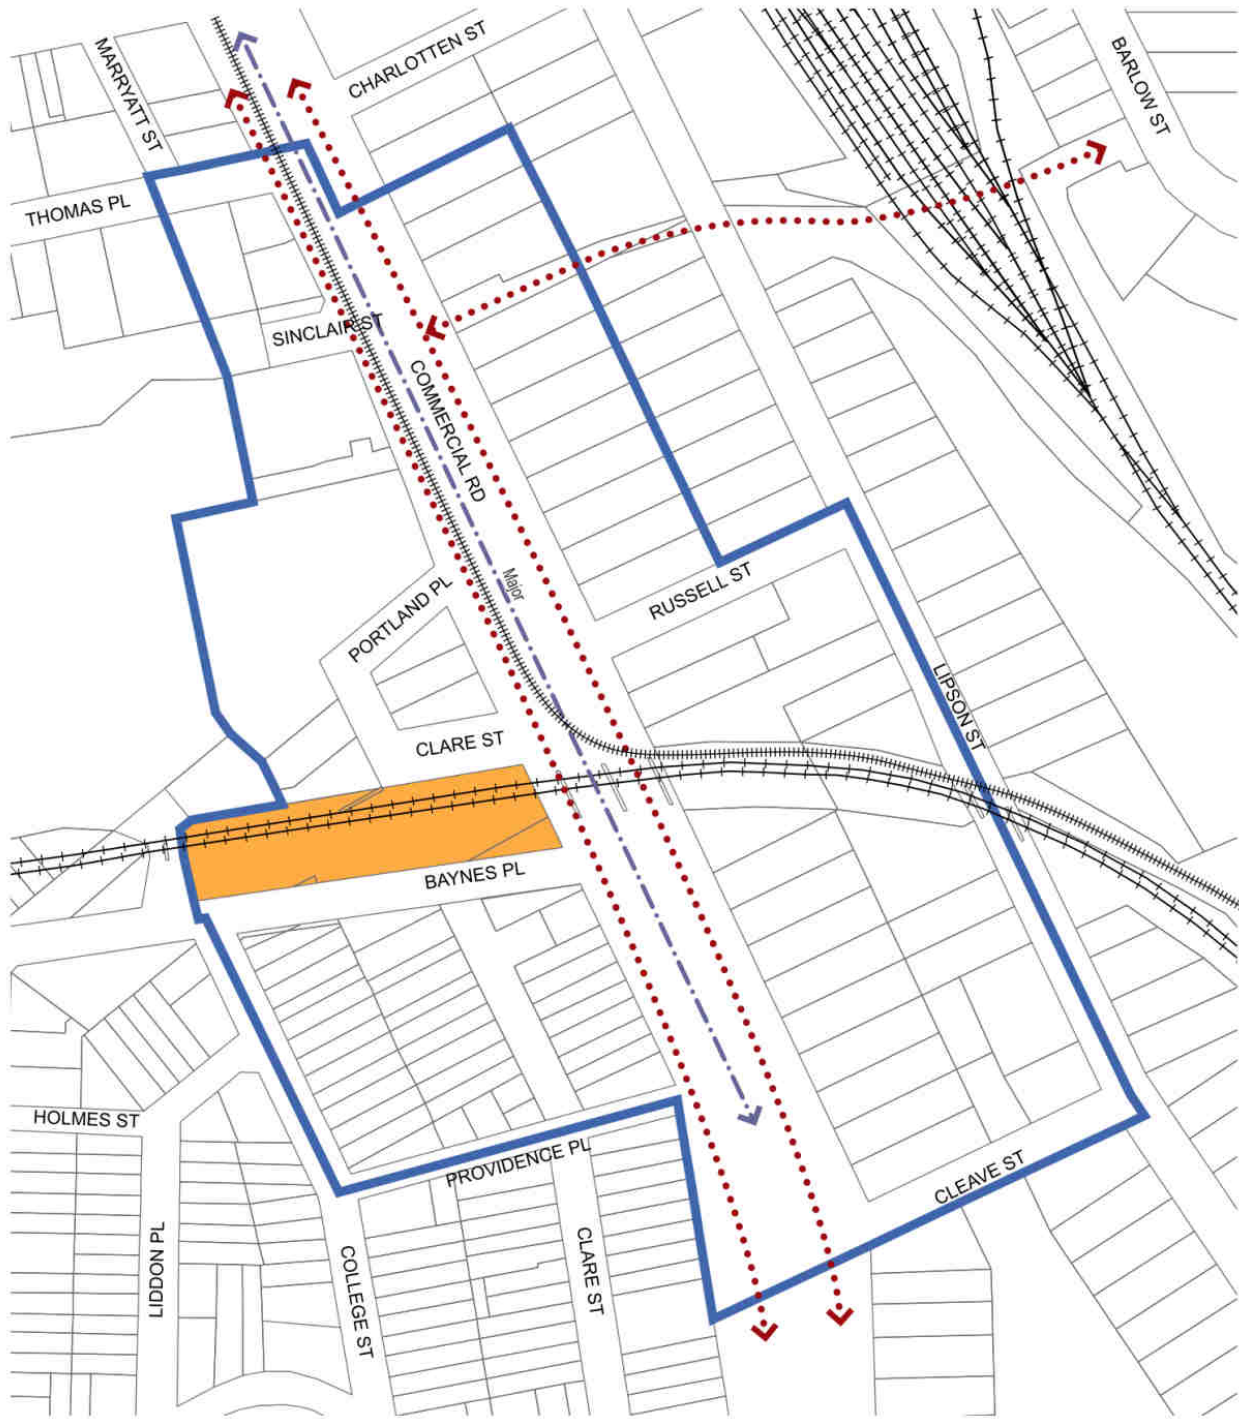 MARRYATT ST
CHARLOTTEN ST
BARLOW ST
THOMAS PL
SINCLAIR ST
COMMERCIAL RD
Major
RUSSELL ST
PORTLAND PL
LIPSON ST
CLARE ST
BAYNES PL
HOLMES ST
PROVIDENCE PL
CLEAVE ST
LIDDON PL
COLLEGE ST
CLARE ST